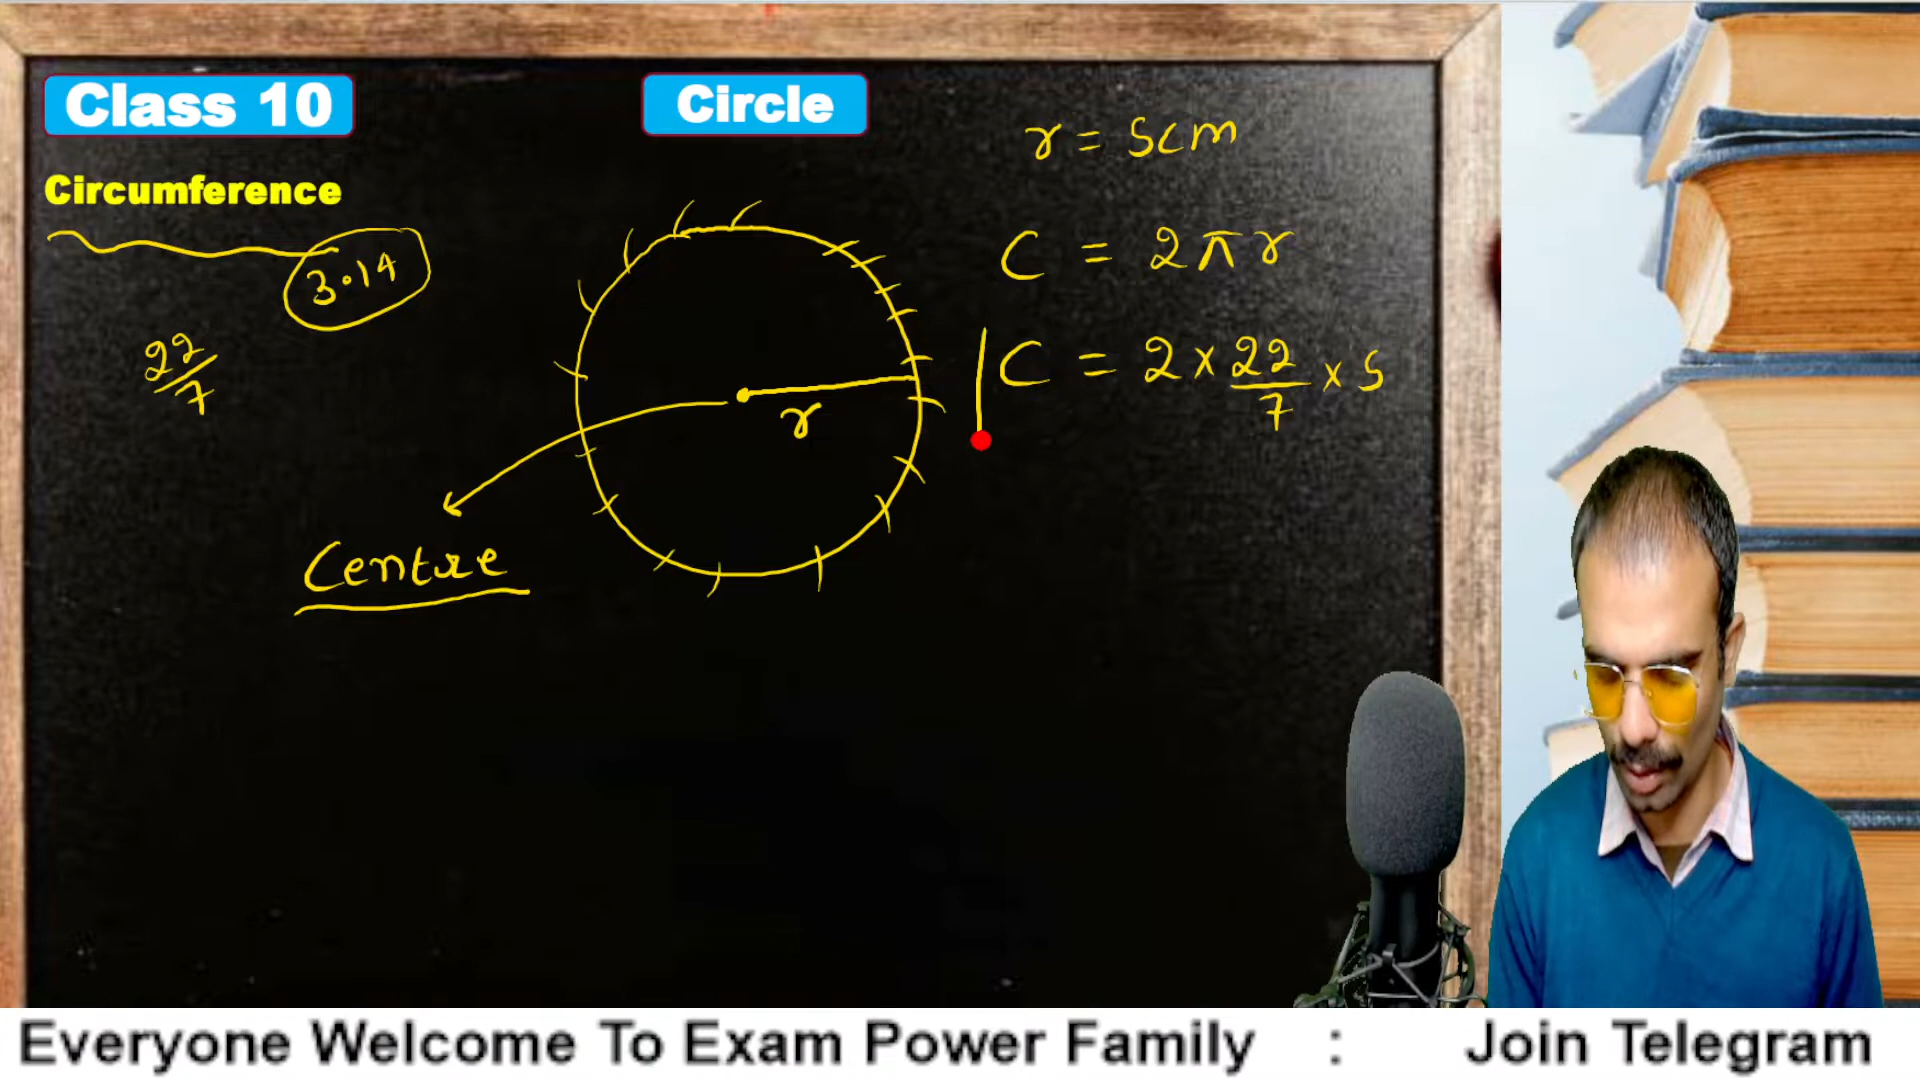 Class 10
Circle
r = 5cm
Circumference
3.14
C = 2πr
22/7
C = 2 × 22/7 × 5
r
Centre
Everyone Welcome To Exam Power Family : Join Telegram